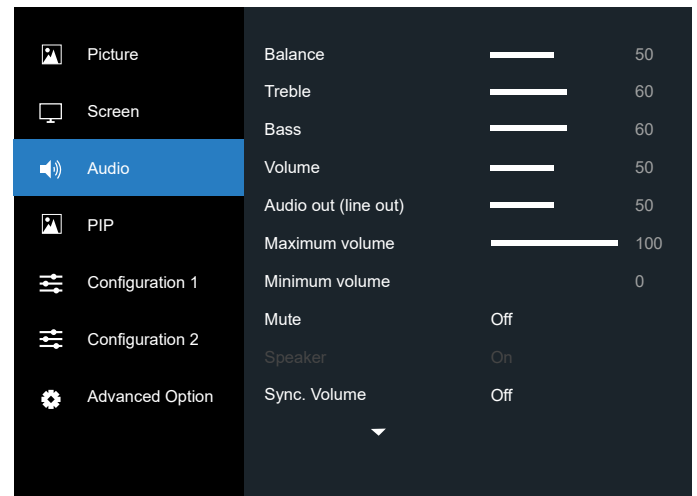 Picture
Screen
Audio
PIP
Configuration 1
Configuration 2
Advanced Option
Balance 50
Treble 60
Bass 60
Volume 50
Audio out (line out) 50
Maximum volume 100
Minimum volume 0
Mute Off
Speaker On
Sync. Volume Off